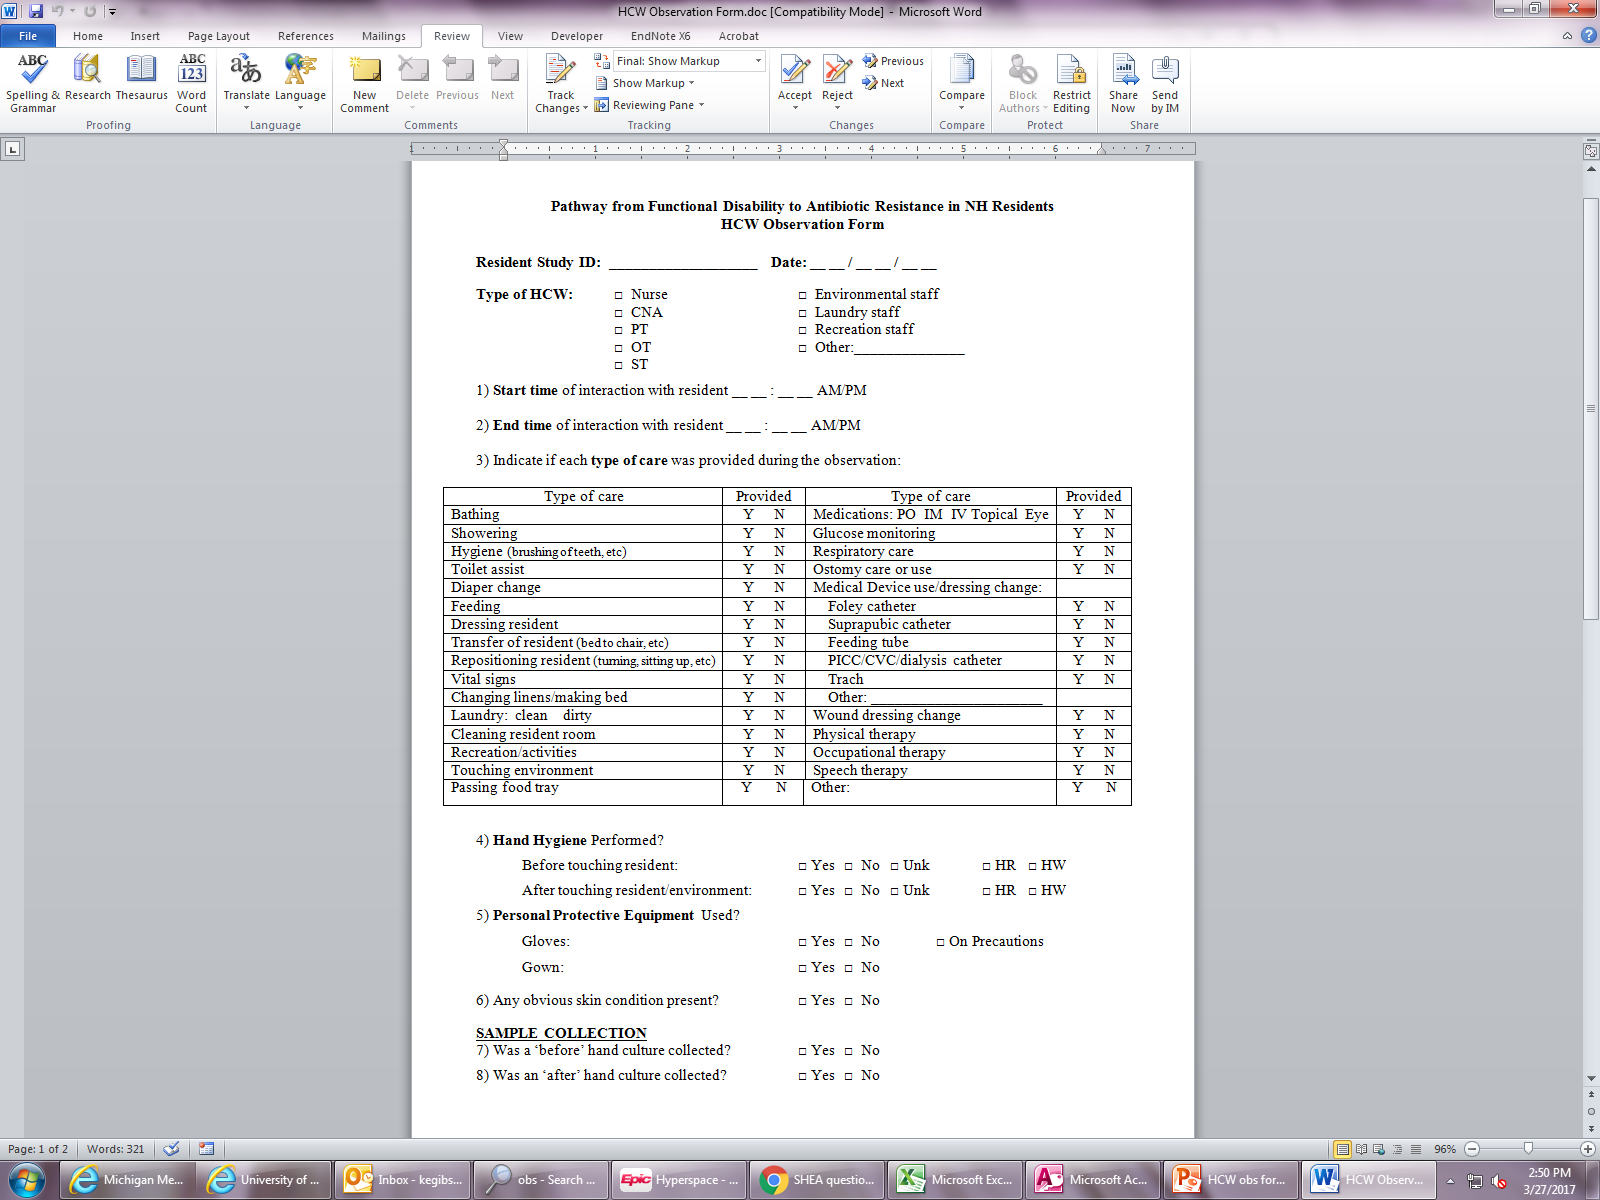 HCW Observation Form.doc [Compatibility Mode] - Microsoft Word
File Home Insert Page Layout References Mailings Review View Developer EndNote X6 Acrobat
Spelling & Grammar Research Thesaurus Word Count Translate Language New Comment Delete Previous Next Track Changes Final: Show Markup Show Markup Reviewing Pane Accept Reject Previous Next Compare Block Authors Restrict Editing Share Now Send by IM
Proofing Language Comments Tracking Changes Compare Protect Share
1 1 2 3 4 5 6 7
Pathway from Functional Disability to Antibiotic Resistance in NH Residents
HCW Observation Form
Resident Study ID: ___________________ Date: __ __ / __ __ / __ __
Type of HCW: □ Nurse □ Environmental staff
□ CNA □ Laundry staff
□ PT □ Recreation staff
□ OT □ Other:______________
□ ST
1) Start time of interaction with resident __ __ : __ __ AM/PM
2) End time of interaction with resident __ __ : __ __ AM/PM
3) Indicate if each type of care was provided during the observation:
Type of care Provided Type of care Provided
Bathing Y N Medications: PO IM IV Topical Eye Y N
Showering Y N Glucose monitoring Y N
Hygiene (brushing of teeth, etc) Y N Respiratory care Y N
Toilet assist Y N Ostomy care or use Y N
Diaper change Y N Medical Device use/dressing change:
Feeding Y N Foley catheter Y N
Dressing resident Y N Suprapubic catheter Y N
Transfer of resident (bed to chair, etc) Y N Feeding tube Y N
Repositioning resident (turning, sitting up, etc) Y N PICC/CVC/dialysis catheter Y N
Vital signs Y N Trach Y N
Changing linens/making bed Y N Other: ______________________
Laundry: clean dirty Y N Wound dressing change Y N
Cleaning resident room Y N Physical therapy Y N
Recreation/activities Y N Occupational therapy Y N
Touching environment Y N Speech therapy Y N
Passing food tray Y N Other: Y N
4) Hand Hygiene Performed?
Before touching resident: □ Yes □ No □ Unk □ HR □ HW
After touching resident/environment: □ Yes □ No □ Unk □ HR □ HW
5) Personal Protective Equipment Used?
Gloves: □ Yes □ No □ On Precautions
Gown: □ Yes □ No
6) Any obvious skin condition present? □ Yes □ No
SAMPLE COLLECTION
7) Was a ‘before’ hand culture collected? □ Yes □ No
8) Was an ‘after’ hand culture collected? □ Yes □ No
Page: 1 of 2 Words: 321 96%
Michigan Me... University of ... Inbox - kegibs... obs - Search ... Epic Hyperspace - ... SHEA questio... Microsoft Exc... Microsoft Ac... HCW obs for... HCW Observ... 2:50 PM
3/27/2017